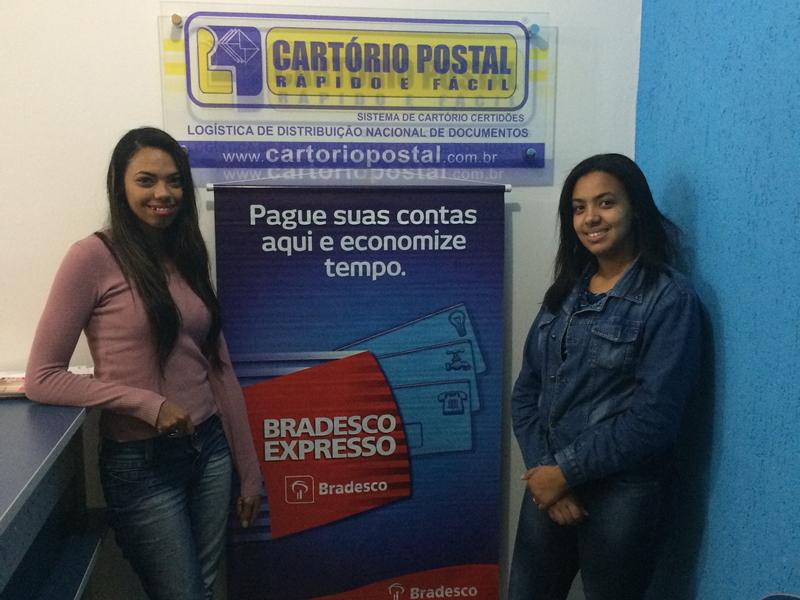 CARTÓRIO POSTAL
RÁPIDO E FÁCIL
SISTEMA DE CARTÓRIO CERTIDÕES
LOGÍSTICA DE DISTRIBUIÇÃO NACIONAL DE DOCUMENTOS
www.cartoriopostal.com.br
Pague suas contas
aqui e economize
tempo.
BRADESCO
EXPRESSO
Bradesco
Bradesco